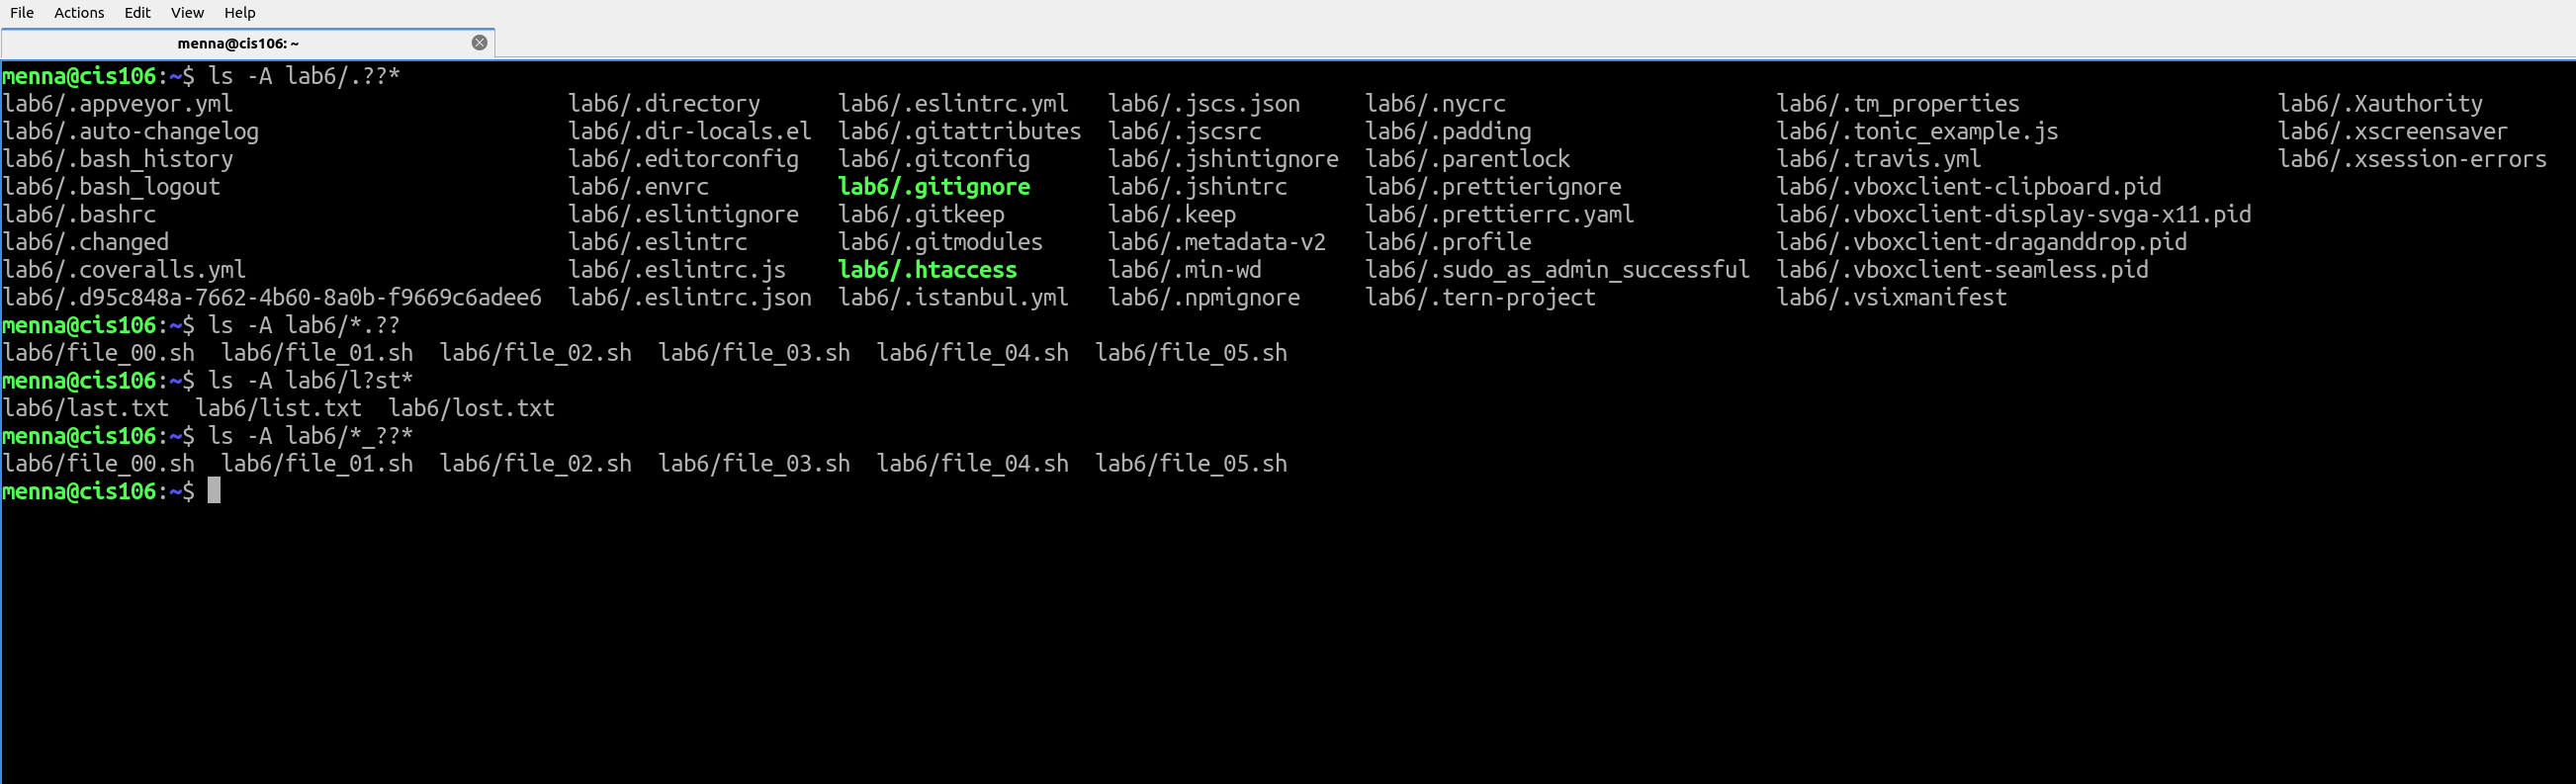 File Actions Edit View Help
menna@cis106: ~
menna@cis106:~$ ls -A lab6/.??*
lab6/.appveyor.yml lab6/.directory lab6/.eslintrc.yml lab6/.jscs.json lab6/.nycrc lab6/.tm_properties lab6/.Xauthority
lab6/.auto-changelog lab6/.dir-locals.el lab6/.gitattributes lab6/.jscsrc lab6/.padding lab6/.tonic_example.js lab6/.xscreensaver
lab6/.bash_history lab6/.editorconfig lab6/.gitconfig lab6/.jshintignore lab6/.parentlock lab6/.travis.yml lab6/.xsession-errors
lab6/.bash_logout lab6/.envrc lab6/.gitignore lab6/.jshintrc lab6/.prettierignore lab6/.vboxclient-clipboard.pid
lab6/.bashrc lab6/.eslintignore lab6/.gitkeep lab6/.keep lab6/.prettierrc.yaml lab6/.vboxclient-display-svga-x11.pid
lab6/.changed lab6/.eslintrc lab6/.gitmodules lab6/.metadata-v2 lab6/.profile lab6/.vboxclient-draganddrop.pid
lab6/.coveralls.yml lab6/.eslintrc.js lab6/.htaccess lab6/.min-wd lab6/.sudo_as_admin_successful lab6/.vboxclient-seamless.pid
lab6/.d95c848a-7662-4b60-8a0b-f9669c6adee6 lab6/.eslintrc.json lab6/.istanbul.yml lab6/.npmignore lab6/.tern-project lab6/.vsixmanifest
menna@cis106:~$ ls -A lab6/*.??
lab6/file_00.sh lab6/file_01.sh lab6/file_02.sh lab6/file_03.sh lab6/file_04.sh lab6/file_05.sh
menna@cis106:~$ ls -A lab6/l?st*
lab6/last.txt lab6/list.txt lab6/lost.txt
menna@cis106:~$ ls -A lab6/*_??*
lab6/file_00.sh lab6/file_01.sh lab6/file_02.sh lab6/file_03.sh lab6/file_04.sh lab6/file_05.sh
menna@cis106:~$